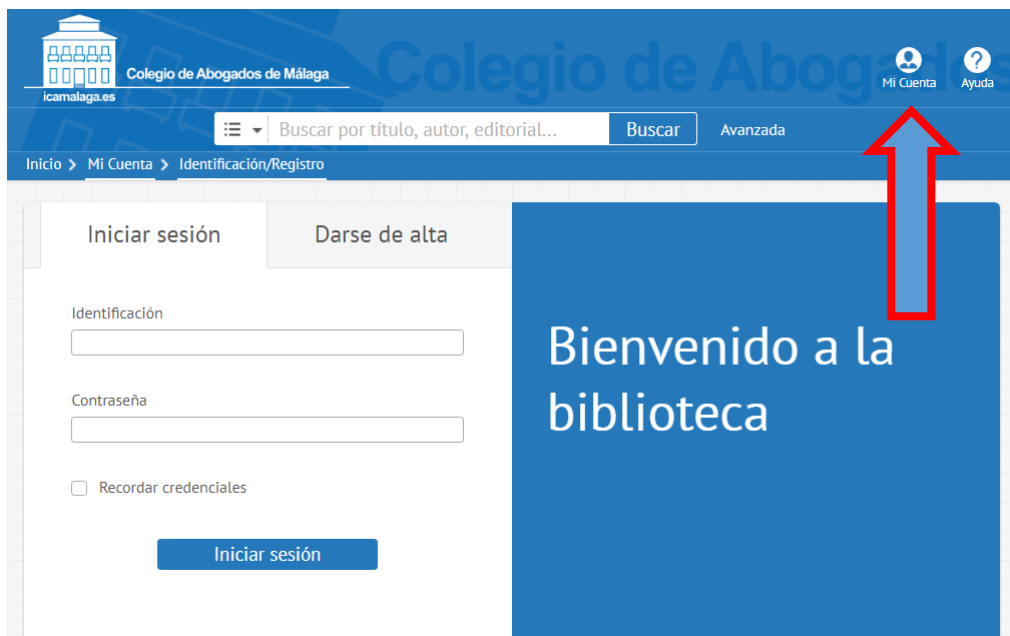 Colegio de Abogados
Colegio de Abogados de Málaga
icamalaga.es
Mi Cuenta
Ayuda
Buscar por título, autor, editorial...
Buscar
Avanzada
Inicio > Mi Cuenta > Identificación/Registro
Iniciar sesión
Darse de alta
Identificación
Contraseña
Recordar credenciales
Iniciar sesión
Bienvenido a la
biblioteca